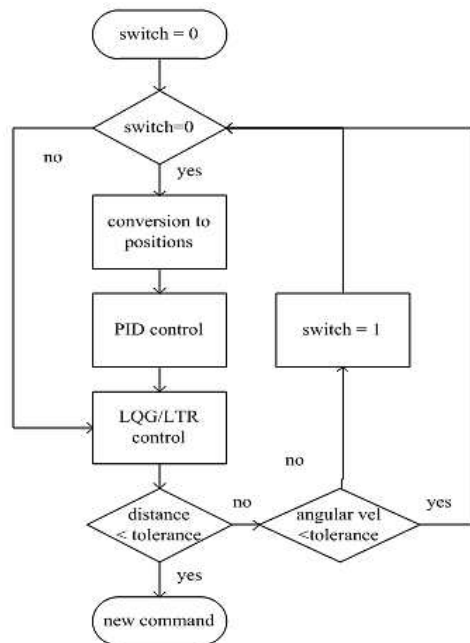 switch = 0
switch=0
no
yes
conversion to
positions
PID control
switch = 1
LQG/LTR
control
no
distance
< tolerance
no
angular vel
<tolerance
yes
yes
new command